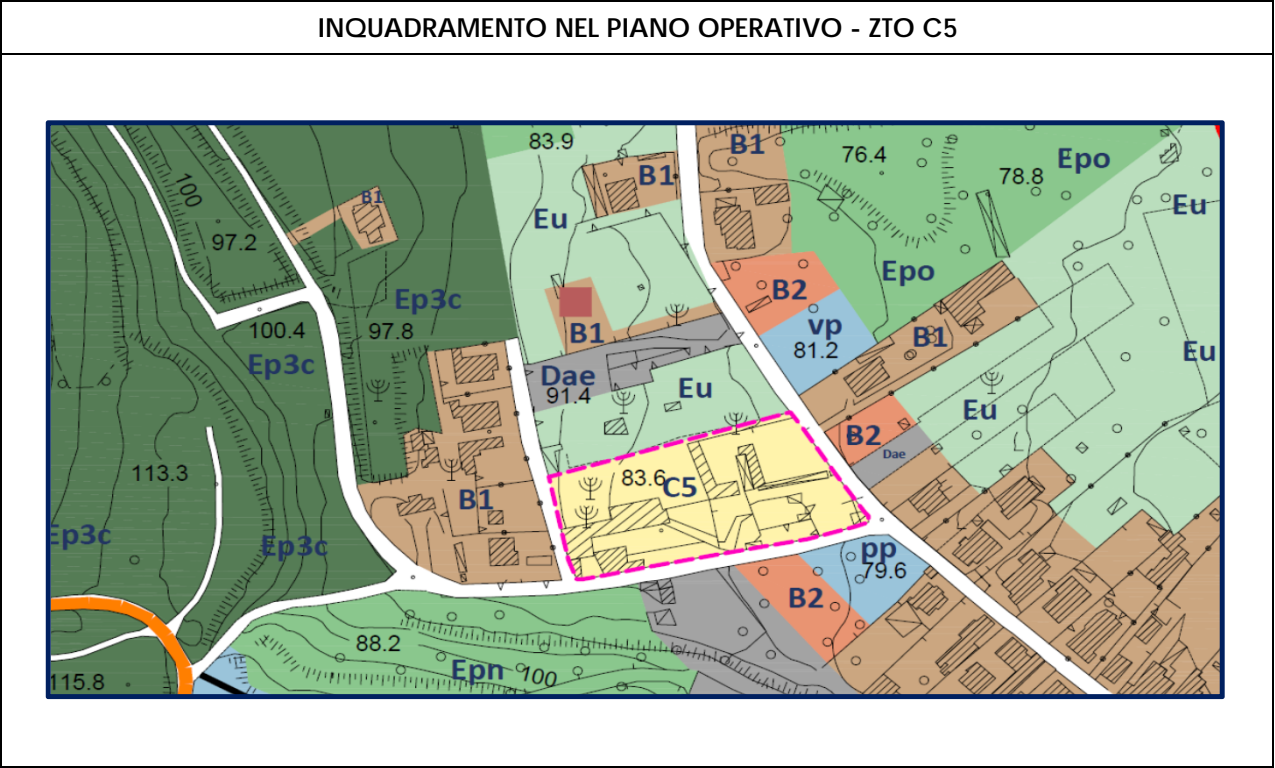 INQUADRAMENTO NEL PIANO OPERATIVO - ZTO C5
83.9
B1
76.4
Epo
78.8
B1
100
B1
Eu
Eu
97.2
Epo
B2
Ep3c
vp
100.4
97.8
B1
B1
81.2
Eu
Ep3c
Dae
91.4
Eu
Eu
B2
Dae
113.3
83.6
C5
B1
Ep3c
Ep3c
pp
79.6
B2
88.2
Epn
100
115.8